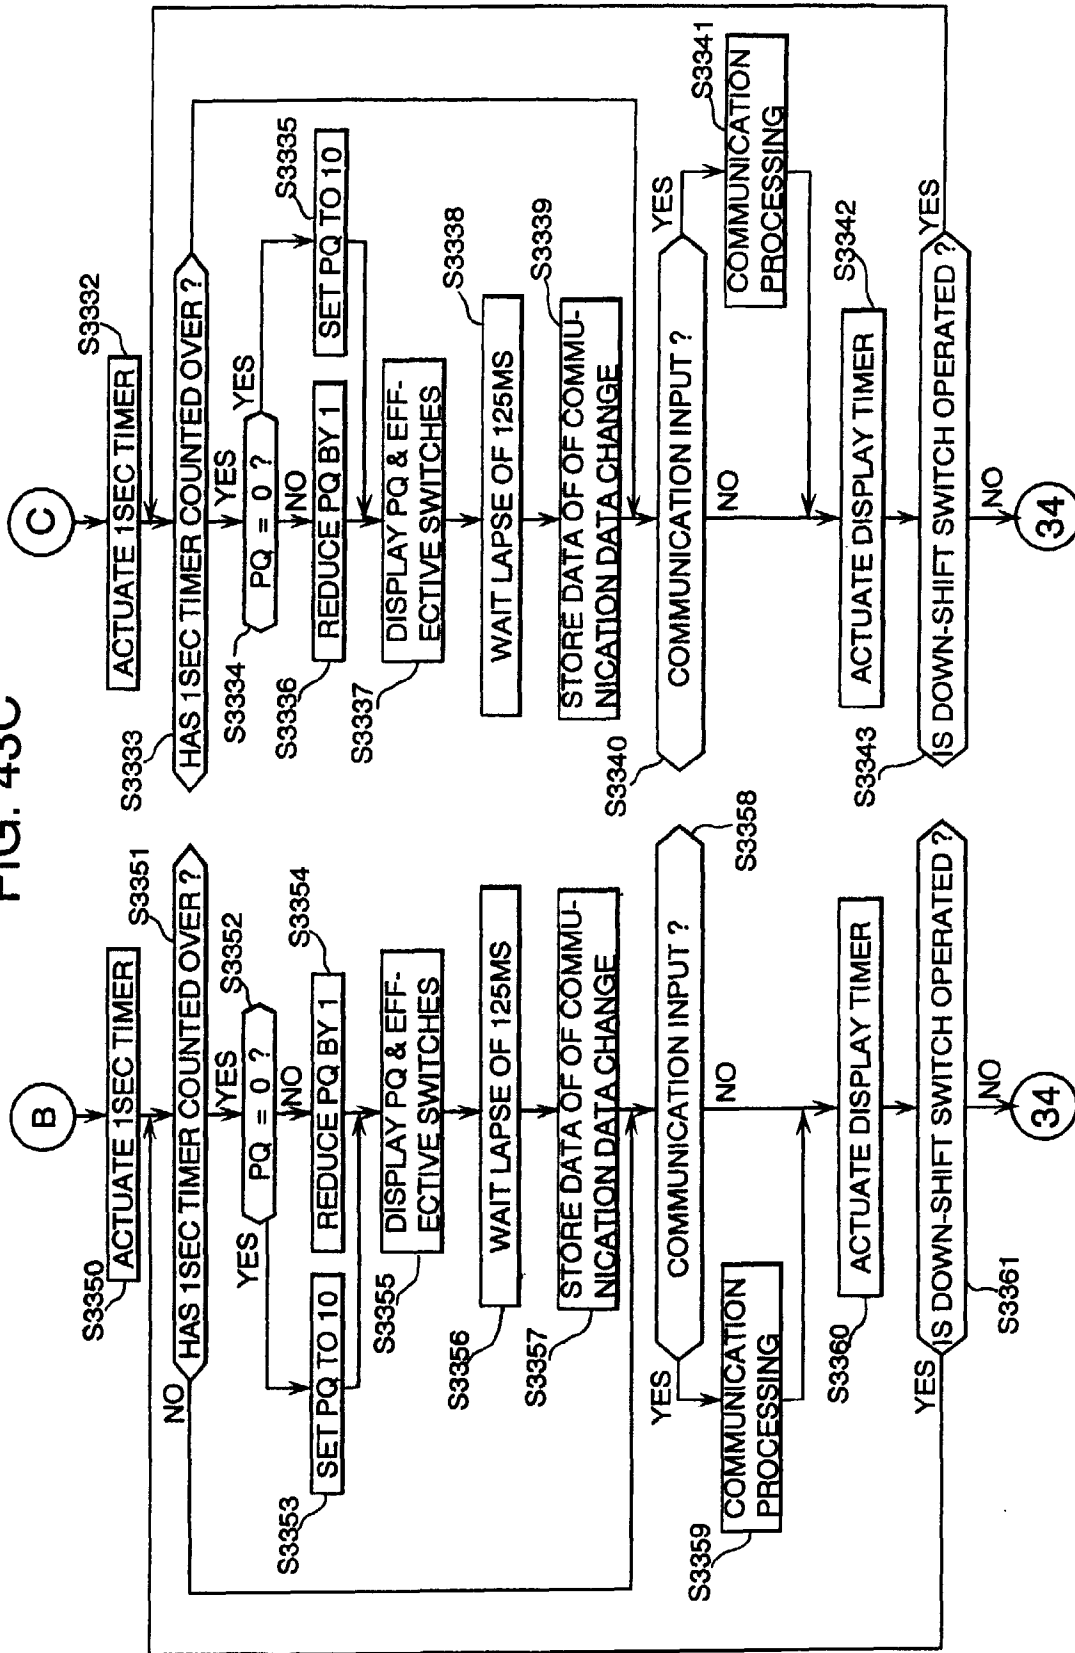 FIG. 43C
B
S3350
ACTUATE 1SEC TIMER
S3351
HAS 1SEC TIMER COUNTED OVER ?
NO
YES
S3352
PQ = 0 ?
YES
NO
S3353
SET PQ TO 10
S3354
REDUCE PQ BY 1
S3355
DISPLAY PQ & EFF-
ECTIVE SWITCHES
S3356
WAIT LAPSE OF 125MS
S3357
STORE DATA OF OF COMMU-
NICATION DATA CHANGE
S3358
COMMUNICATION INPUT ?
YES
NO
S3359
COMMUNICATION
PROCESSING
S3360
ACTUATE DISPLAY TIMER
S3361
IS DOWN-SHIFT SWITCH OPERATED ?
YES
NO
34
C
S3332
ACTUATE 1SEC TIMER
S3333
HAS 1SEC TIMER COUNTED OVER ?
YES
S3334
PQ = 0 ?
YES
NO
S3335
SET PQ TO 10
S3336
REDUCE PQ BY 1
S3337
DISPLAY PQ & EFF-
ECTIVE SWITCHES
S3338
WAIT LAPSE OF 125MS
S3339
STORE DATA OF OF COMMU-
NICATION DATA CHANGE
S3340
COMMUNICATION INPUT ?
YES
NO
S3341
COMMUNICATION
PROCESSING
S3342
ACTUATE DISPLAY TIMER
S3343
IS DOWN-SHIFT SWITCH OPERATED ?
YES
NO
34